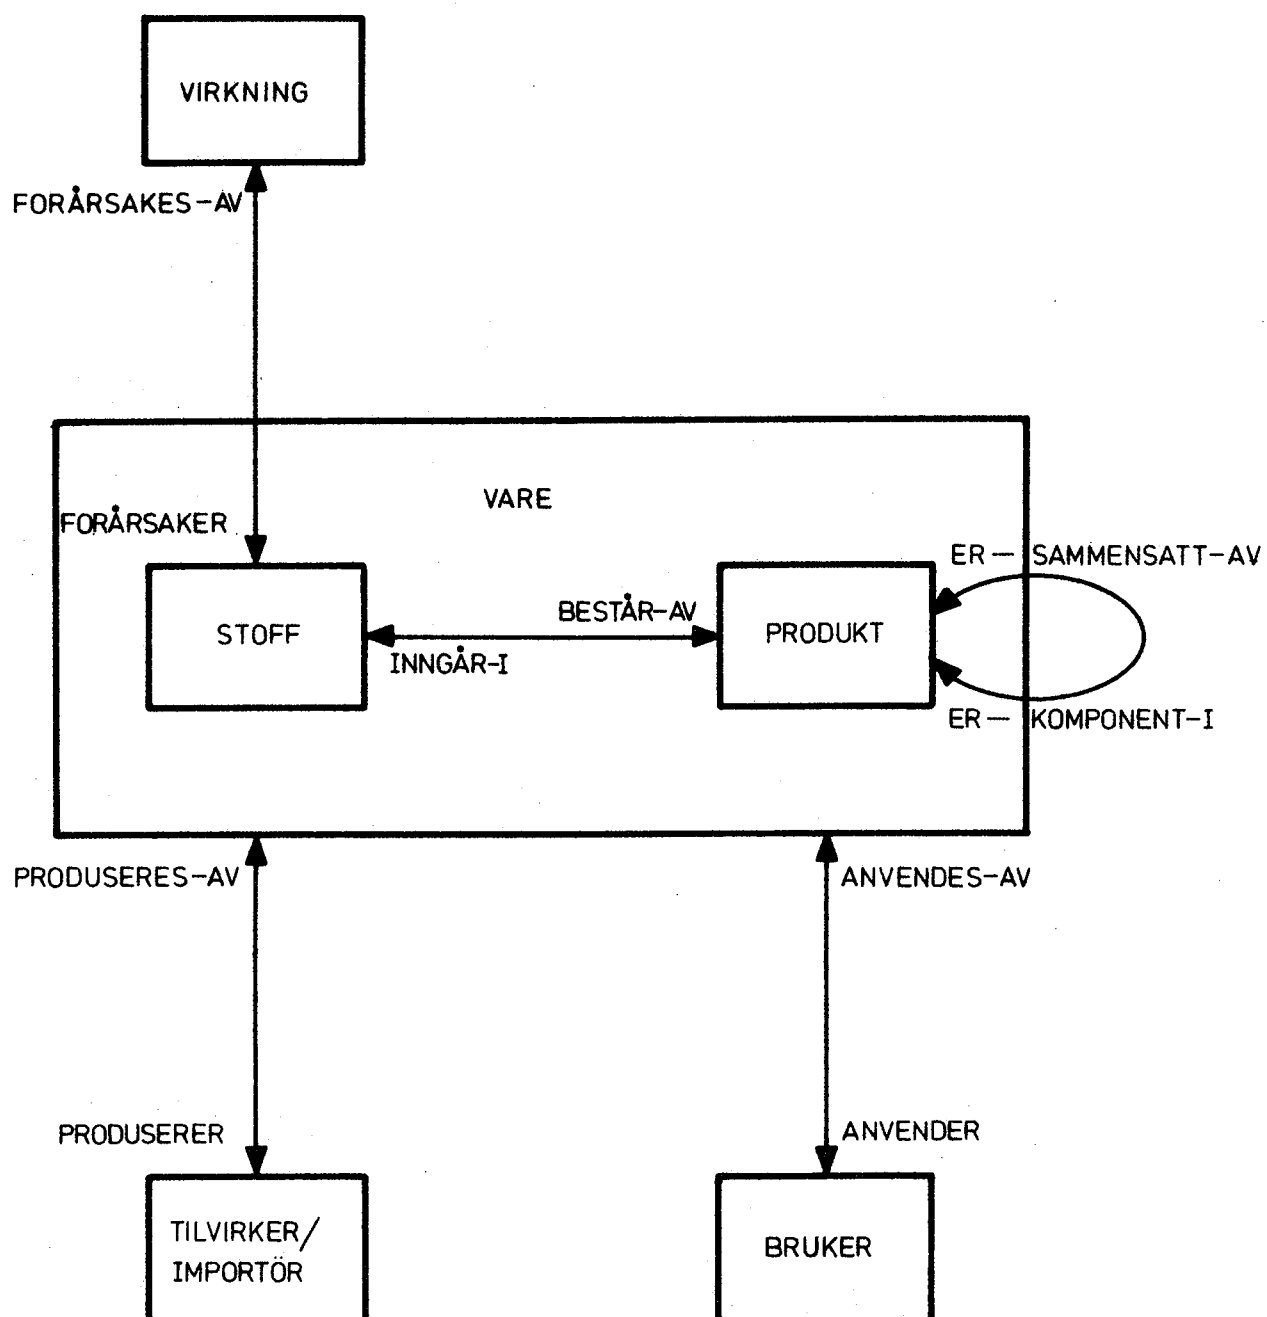 VIRKNING
FORÅRSAKES-AV
VARE
FORÅRSAKER
ER- SAMMENSATT-AV
BESTÅR-AV
STOFF
PRODUKT
INNGÅR-I
ER- KOMPONENT-I
PRODUSERES-AV
ANVENDES-AV
PRODUSERER
ANVENDER
TILVIRKER/
IMPORTÖR
BRUKER